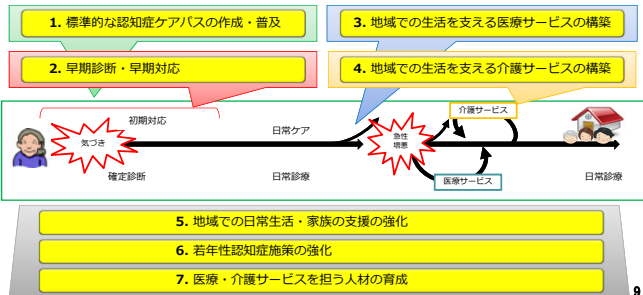 1. 標準的な認知症ケアパスの作成・普及
3. 地域での生活を支える医療サービスの構築
2. 早期診断・早期対応
4. 地域での生活を支える介護サービスの構築
初期対応
気づき
確定診断
日常ケア
日常診療
急性
増悪
介護サービス
医療サービス
日常診療
5. 地域での日常生活・家族の支援の強化
6. 若年性認知症施策の強化
7. 医療・介護サービスを担う人材の育成
9